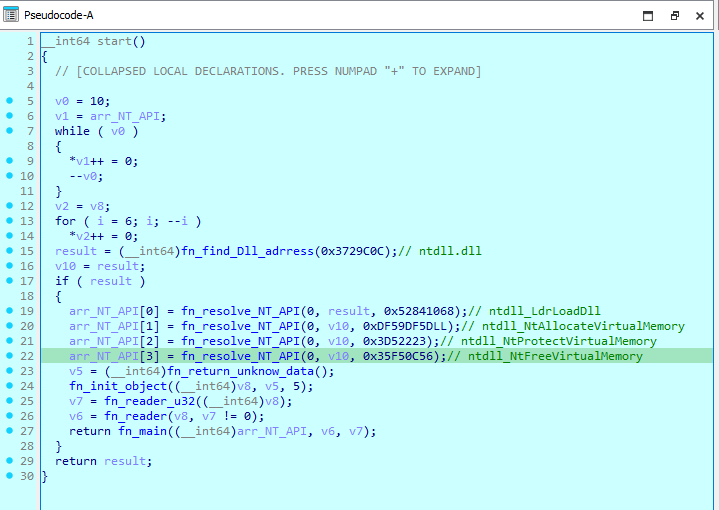 Pseudocode-A
1 __int64 start()
2 {
3 // [COLLAPSED LOCAL DECLARATIONS. PRESS NUMPAD "+" TO EXPAND]
4
5 v0 = 10;
6 v1 = arr_NT_API;
7 while ( v0 )
8 {
9 *v1++ = 0;
10 --v0;
11 }
12 v2 = v8;
13 for ( i = 6; i; --i )
14 *v2++ = 0;
15 result = (__int64)fn_find_Dll_adrress(0x3729C0C);// ntdll.dll
16 v10 = result;
17 if ( result )
18 {
19 arr_NT_API[0] = fn_resolve_NT_API(0, result, 0x52841068);// ntdll_LdrLoadDll
20 arr_NT_API[1] = fn_resolve_NT_API(0, v10, 0xDF59DF5DLL);// ntdll_NtAllocateVirtualMemory
21 arr_NT_API[2] = fn_resolve_NT_API(0, v10, 0x3D52223);// ntdll_NtProtectVirtualMemory
22 arr_NT_API[3] = fn_resolve_NT_API(0, v10, 0x35F50C56);// ntdll_NtFreeVirtualMemory
23 v5 = (__int64)fn_return_unknow_data();
24 fn_init_object((__int64)v8, v5, 5);
25 v7 = fn_reader_u32((__int64)v8);
26 v6 = fn_reader(v8, v7 != 0);
27 return fn_main((__int64)arr_NT_API, v6, v7);
28 }
29 return result;
30 }